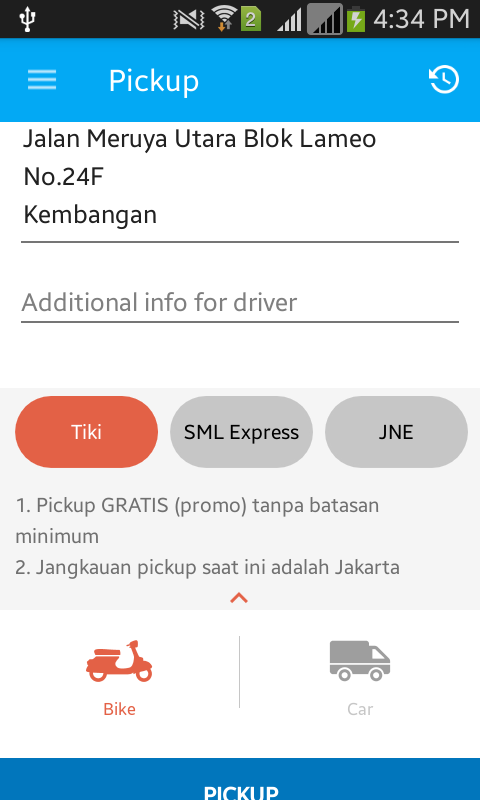 2 4:34 PM
Pickup
Jalan Meruya Utara Blok Lameo
No.24F
Kembangan
Additional info for driver
Tiki
SML Express
JNE
1. Pickup GRATIS (promo) tanpa batasan
minimum
2. Jangkauan pickup saat ini adalah Jakarta
Bike
Car
PICKUP